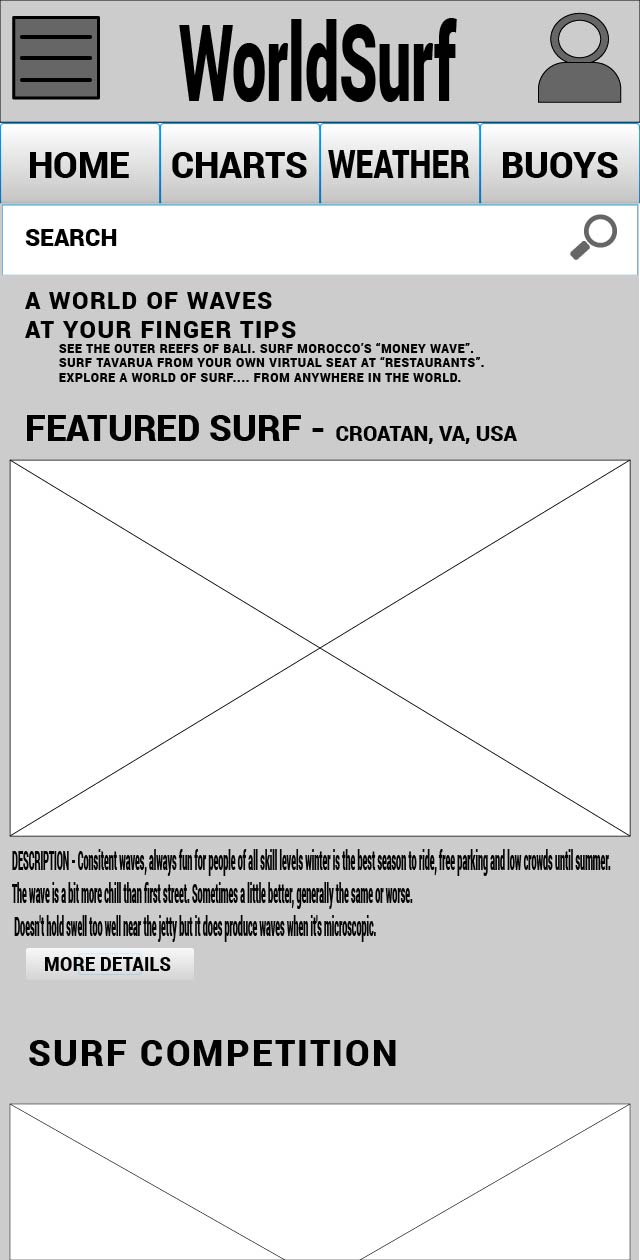 WorldSurf
HOME CHARTS WEATHER BUOYS
SEARCH
A WORLD OF WAVES
AT YOUR FINGER TIPS
SEE THE OUTER REEFS OF BALI. SURF MOROCCO'S “MONEY WAVE”.
SURF TAVARUA FROM YOUR OWN VIRTUAL SEAT AT “RESTAURANTS”.
EXPLORE A WORLD OF SURF.... FROM ANYWHERE IN THE WORLD.
FEATURED SURF - CROATAN, VA, USA
DESCRIPTION - Consitent waves, always fun for people of all skill levels winter is the best season to ride, free parking and low crowds until summer.
The wave is a bit more chill than first street. Sometimes a little better, generally the same or worse.
Doesn't hold swell too well near the jetty but it does produce waves when it's microscopic.
MORE DETAILS
SURF COMPETITION